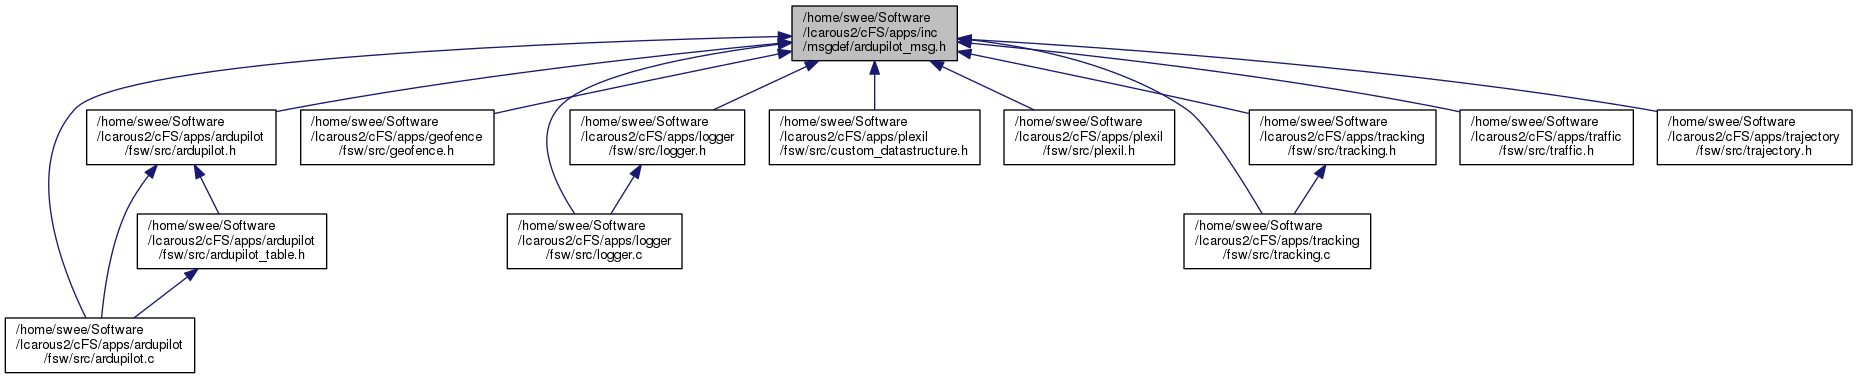 /home/swee/Software
/Icarous2/cFS/apps/inc
/msgdef/ardupilot_msg.h
/home/swee/Software
/Icarous2/cFS/apps/ardupilot
/fsw/src/ardupilot.h
/home/swee/Software
/Icarous2/cFS/apps/geofence
/fsw/src/geofence.h
/home/swee/Software
/Icarous2/cFS/apps/logger
/fsw/src/logger.h
/home/swee/Software
/Icarous2/cFS/apps/plexil
/fsw/src/custom_datastructure.h
/home/swee/Software
/Icarous2/cFS/apps/plexil
/fsw/src/plexil.h
/home/swee/Software
/Icarous2/cFS/apps/tracking
/fsw/src/tracking.h
/home/swee/Software
/Icarous2/cFS/apps/traffic
/fsw/src/traffic.h
/home/swee/Software
/Icarous2/cFS/apps/trajectory
/fsw/src/trajectory.h
/home/swee/Software
/Icarous2/cFS/apps/ardupilot
/fsw/src/ardupilot_table.h
/home/swee/Software
/Icarous2/cFS/apps/logger
/fsw/src/logger.c
/home/swee/Software
/Icarous2/cFS/apps/tracking
/fsw/src/tracking.c
/home/swee/Software
/Icarous2/cFS/apps/ardupilot
/fsw/src/ardupilot.c